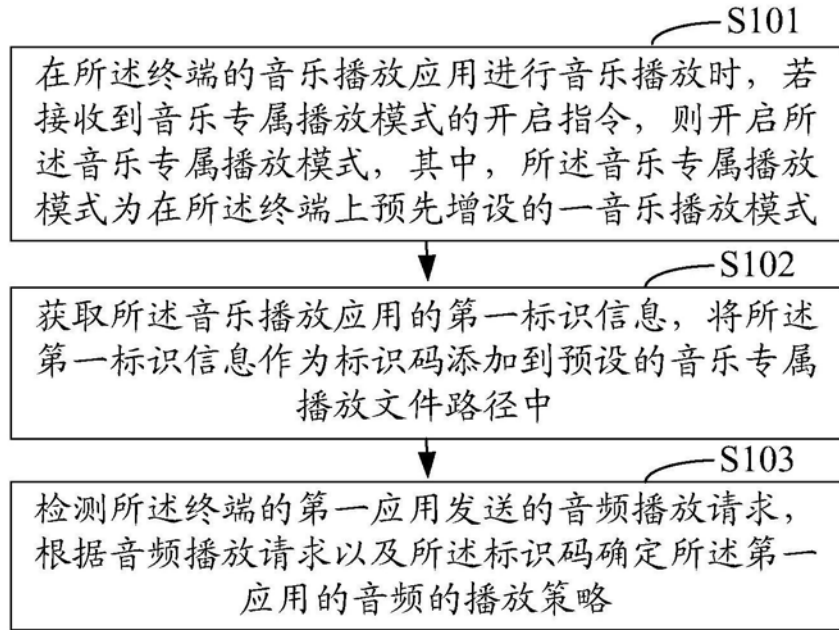 S101
在所述终端的音乐播放应用进行音乐播放时，若
接收到音乐专属播放模式的开启指令，则开启所
述音乐专属播放模式，其中，所述音乐专属播放
模式为在所述终端上预先增设的一音乐播放模式
S102
获取所述音乐播放应用的第一标识信息，将所述
第一标识信息作为标识码添加到预设的音乐专属
播放文件路径中
S103
检测所述终端的第一应用发送的音频播放请求，
根据音频播放请求以及所述标识码确定所述第一
应用的音频的播放策略